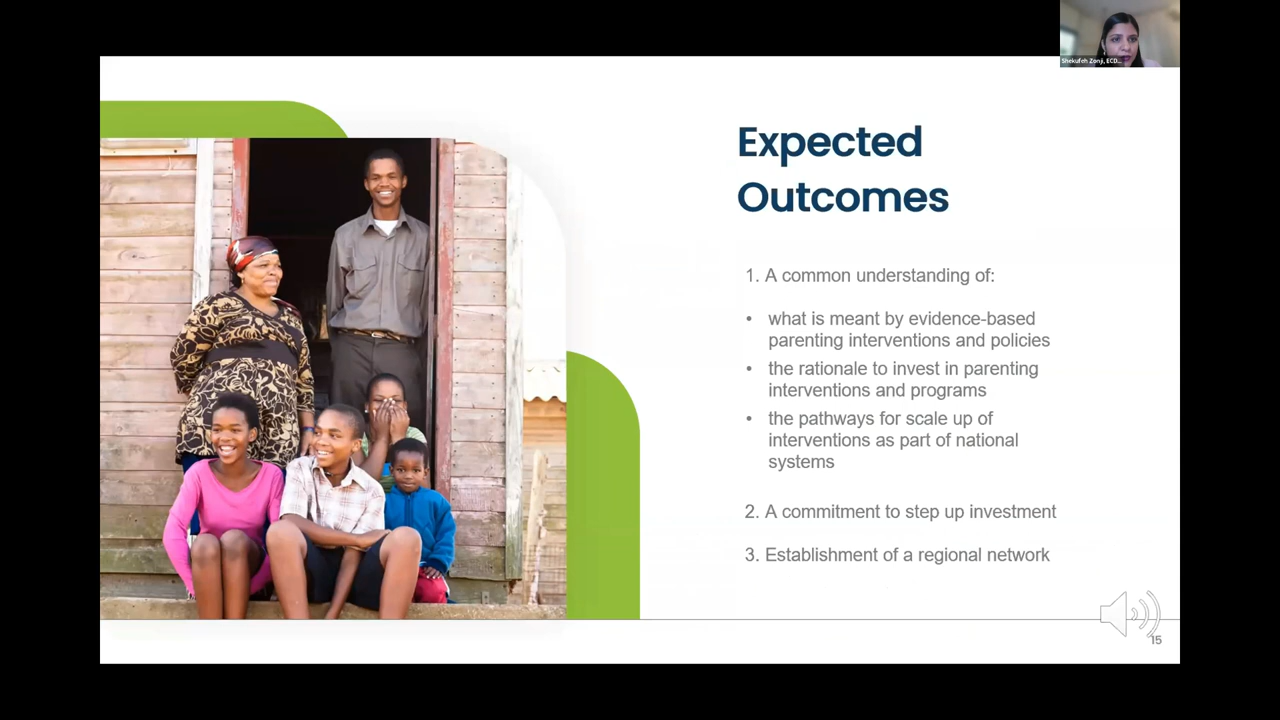 Shekufeh Zonji, ECD...
Expected
Outcomes
1. A common understanding of:
• what is meant by evidence-based
parenting interventions and policies
• the rationale to invest in parenting
interventions and programs
• the pathways for scale up of
interventions as part of national
systems
2. A commitment to step up investment
3. Establishment of a regional network
15